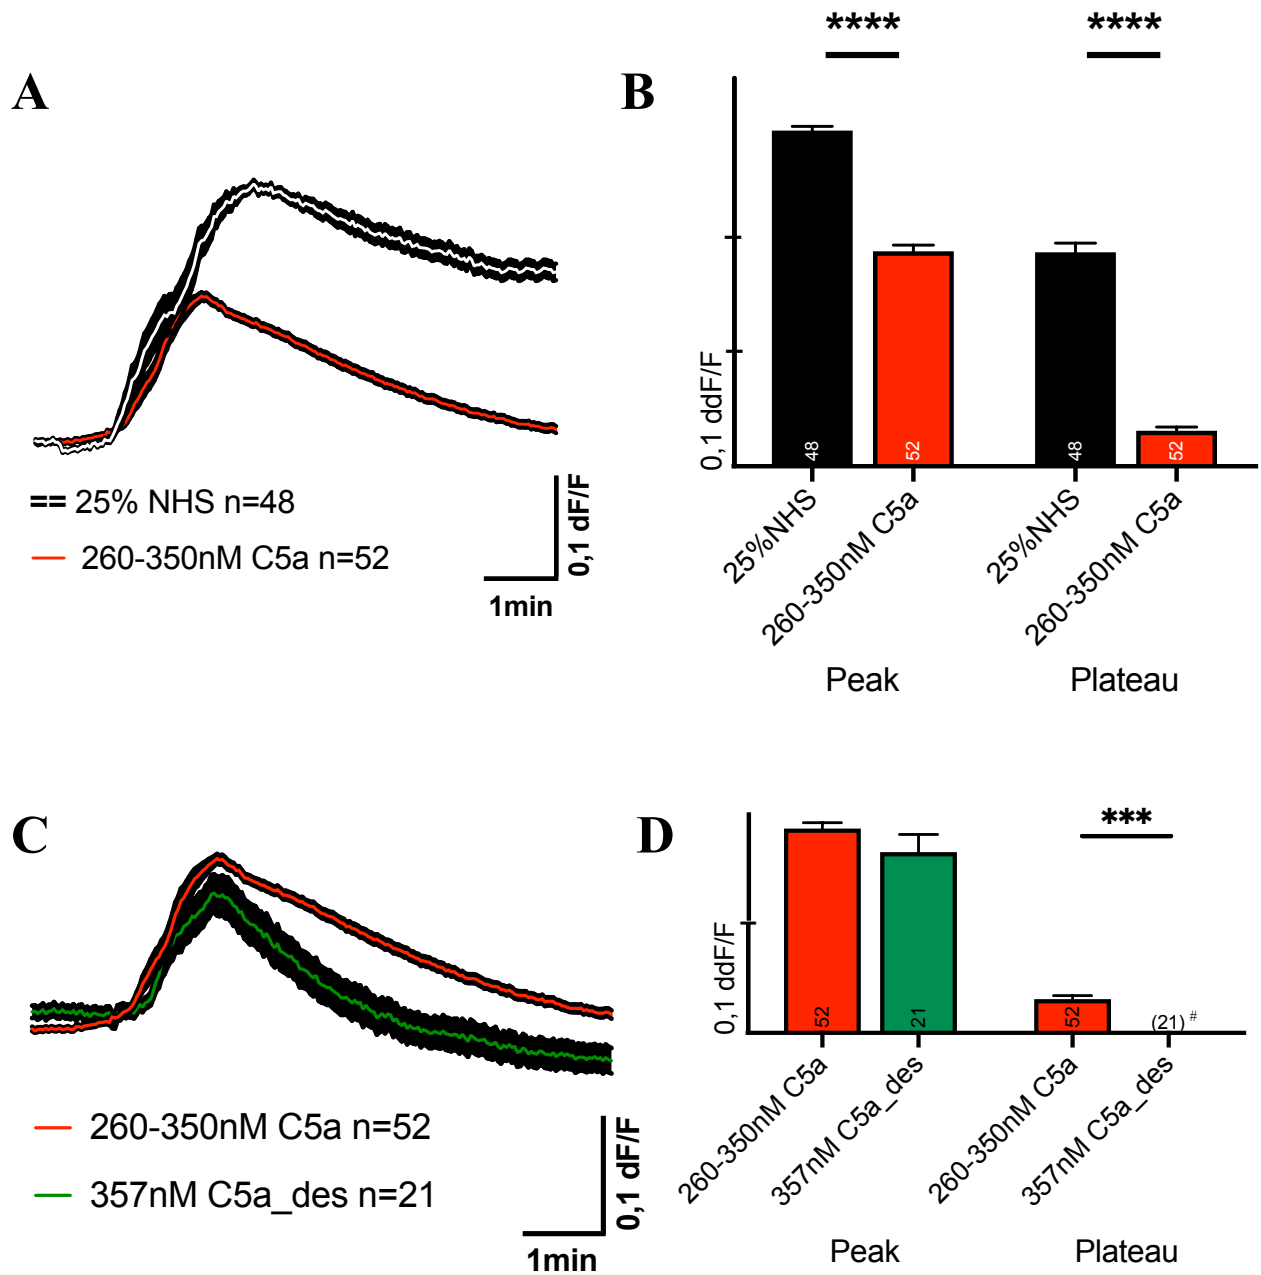 A
== 25% NHS n=48
260-350nM C5a n=52
0,1 dF/F
1min
B
****
****
0,1 ddF/F
48
52
48
52
25%NHS
260-350nM C5a
25%NHS
260-350nM C5a
Peak
Plateau
C
260-350nM C5a n=52
357nM C5a_des n=21
0,1 dF/F
1min
D
***
0,1 ddF/F
52
21
52
(21) #
260-350nM C5a
357nM C5a_des
260-350nM C5a
357nM C5a_des
Peak
Plateau